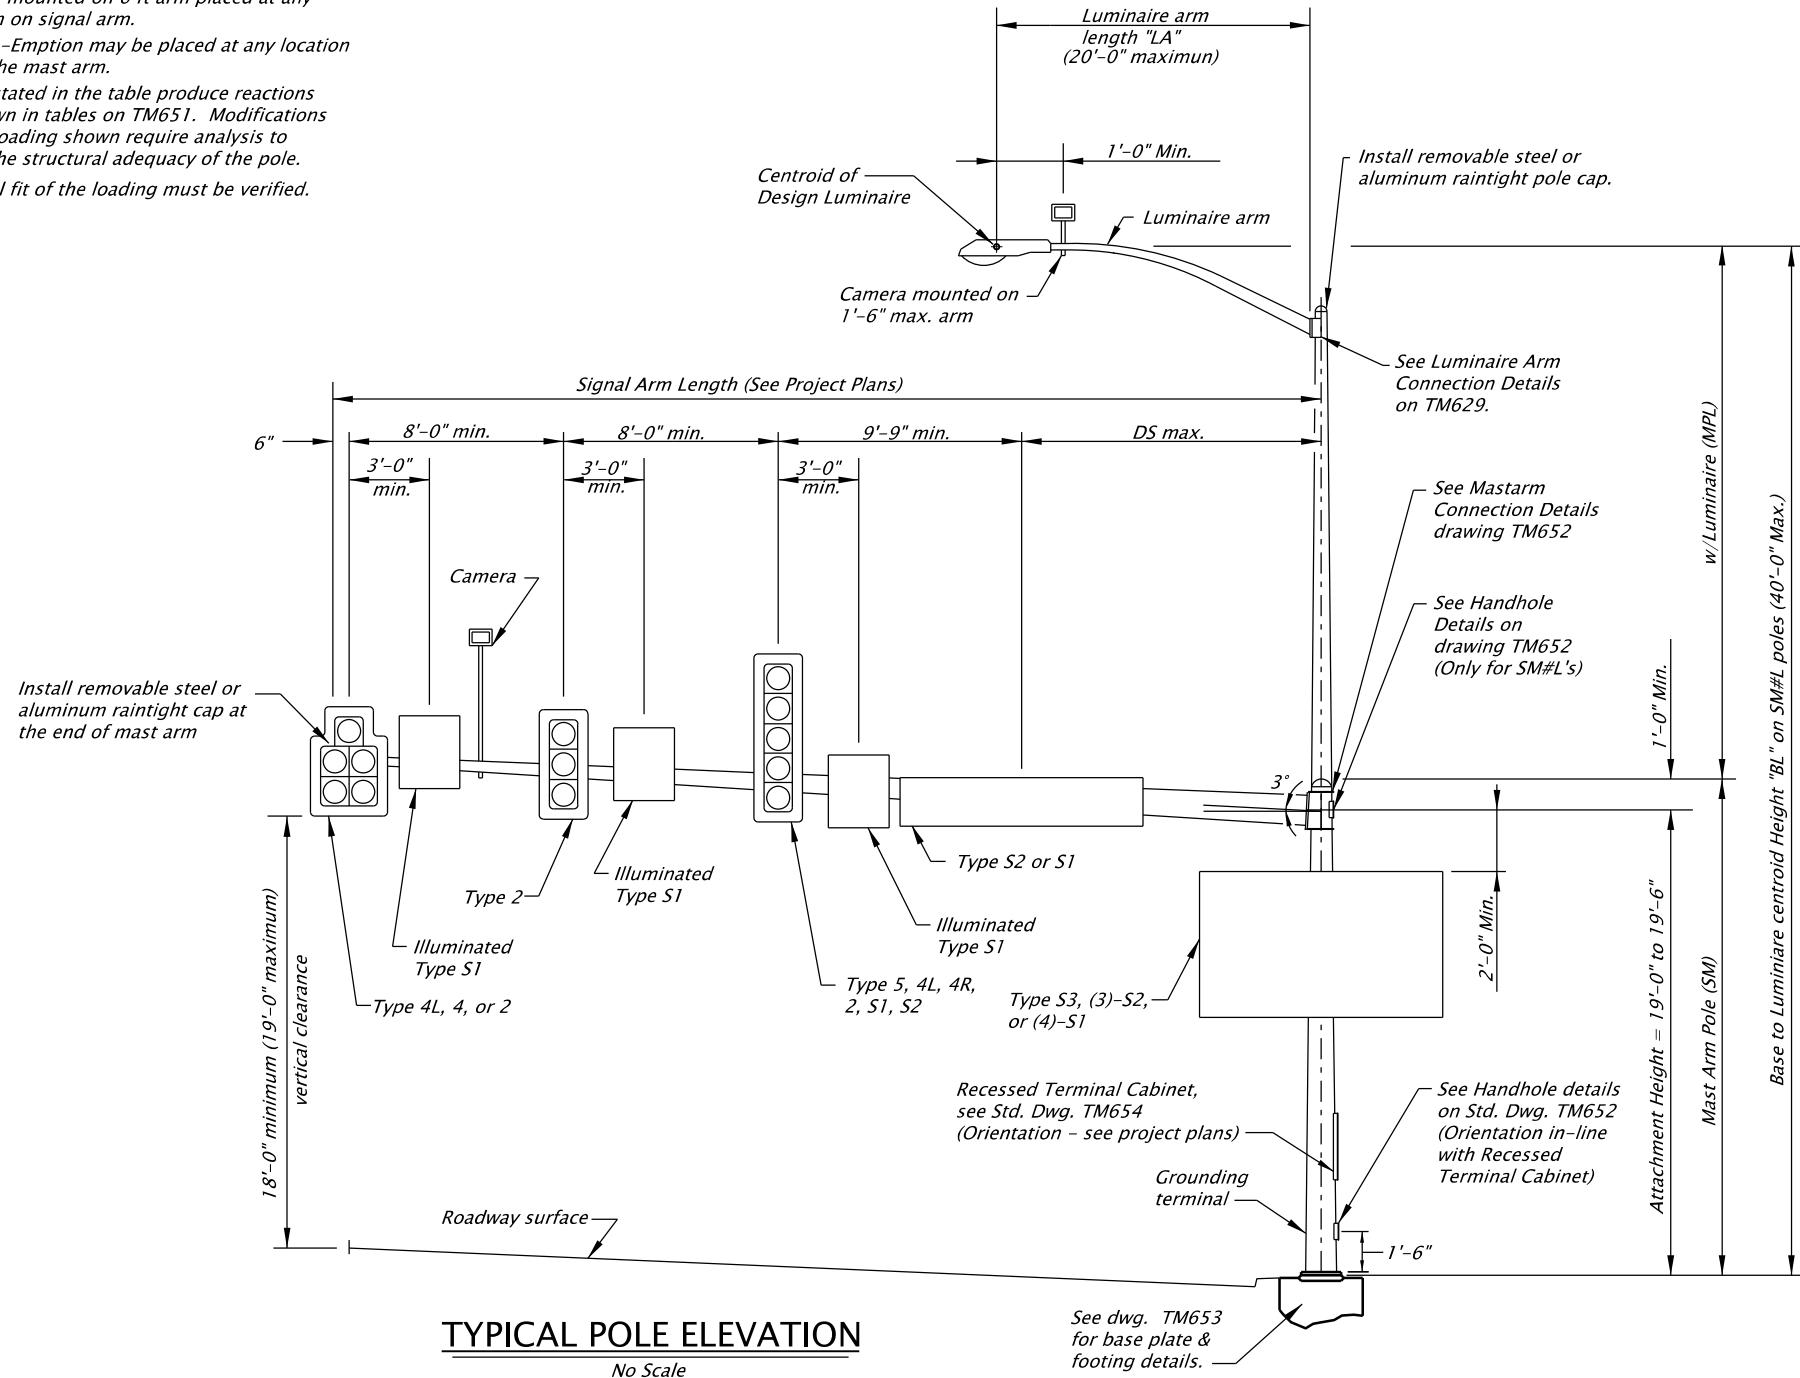 mounted on 6 ft arm placed at any
on signal arm.
-Emption may be placed at any location
he mast arm.
stated in the table produce reactions
wn in tables on TM651. Modifications
oading shown require analysis to
he structural adequacy of the pole.
l fit of the loading must be verified.
Luminaire arm
length "LA"
(20'-0" maximun)
1'-0" Min.
Install removable steel or
aluminum raintight pole cap.
Centroid of
Design Luminaire
Luminaire arm
Camera mounted on
1'-6" max. arm
See Luminaire Arm
Connection Details
on TM629.
Signal Arm Length (See Project Plans)
6"
8'-0" min.
8'-0" min.
9'-9" min.
DS max.
3'-0"
min.
3'-0"
min.
3'-0"
min.
See Mastarm
Connection Details
drawing TM652
w/Luminaire (MPL)
Camera
See Handhole
Details on
drawing TM652
(Only for SM#L's)
1'-0" Min.
Base to Luminiare centroid Height "BL" on SM#L poles (40'-0" Max.)
Install removable steel or
aluminum raintight cap at
the end of mast arm
3°
Type S2 or S1
Illuminated
Type S1
Type 2
Illuminated
Type S1
Illuminated
Type S1
Type 4L, 4, or 2
Type 5, 4L, 4R,
2, S1, S2
Type S3, (3)-S2,
or (4)-S1
2'-0" Min.
18'-0" minimum (19'-0" maximum)
vertical clearance
Attachment Height = 19'-0" to 19'-6"
Mast Arm Pole (SM)
Recessed Terminal Cabinet,
see Std. Dwg. TM654
(Orientation - see project plans)
See Handhole details
on Std. Dwg. TM652
(Orientation in-line
with Recessed
Terminal Cabinet)
Grounding
terminal
Roadway surface
1'-6"
See dwg. TM653
for base plate &
footing details.
TYPICAL POLE ELEVATION
No Scale